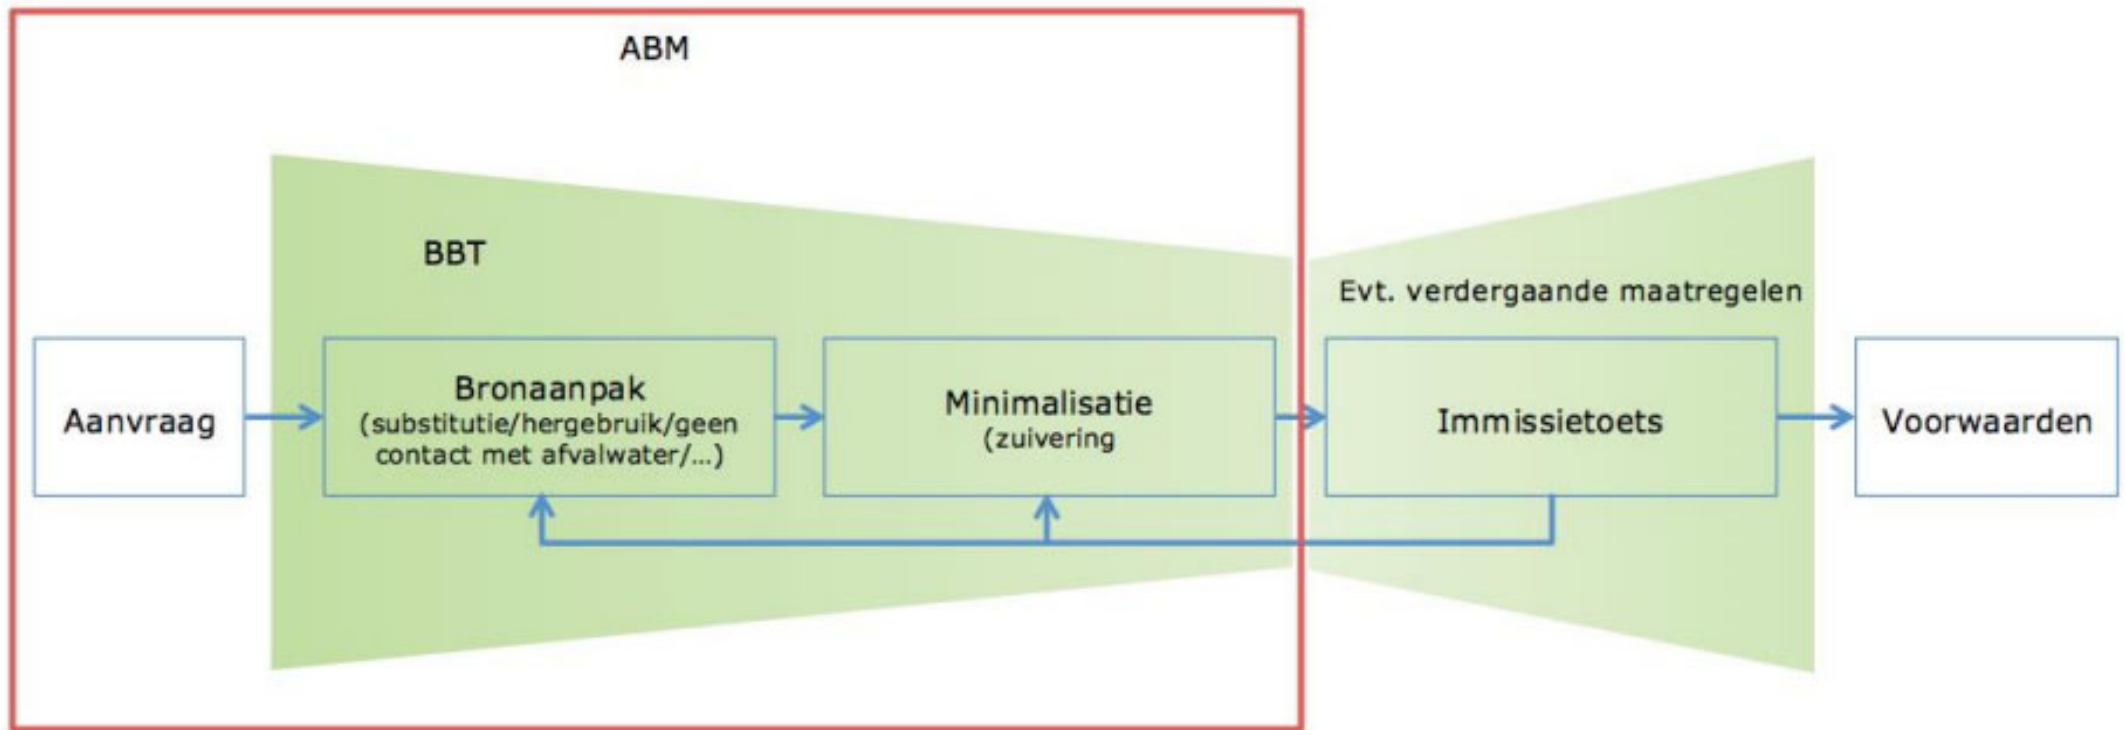 ABM
BBT
Evt. verdergaande maatregelen
Aanvraag
Bronaanpak
(substitutie/hergebruik/geen
contact met afvalwater/...)
Minimalisatie
(zuivering
Immissietoets
Voorwaarden